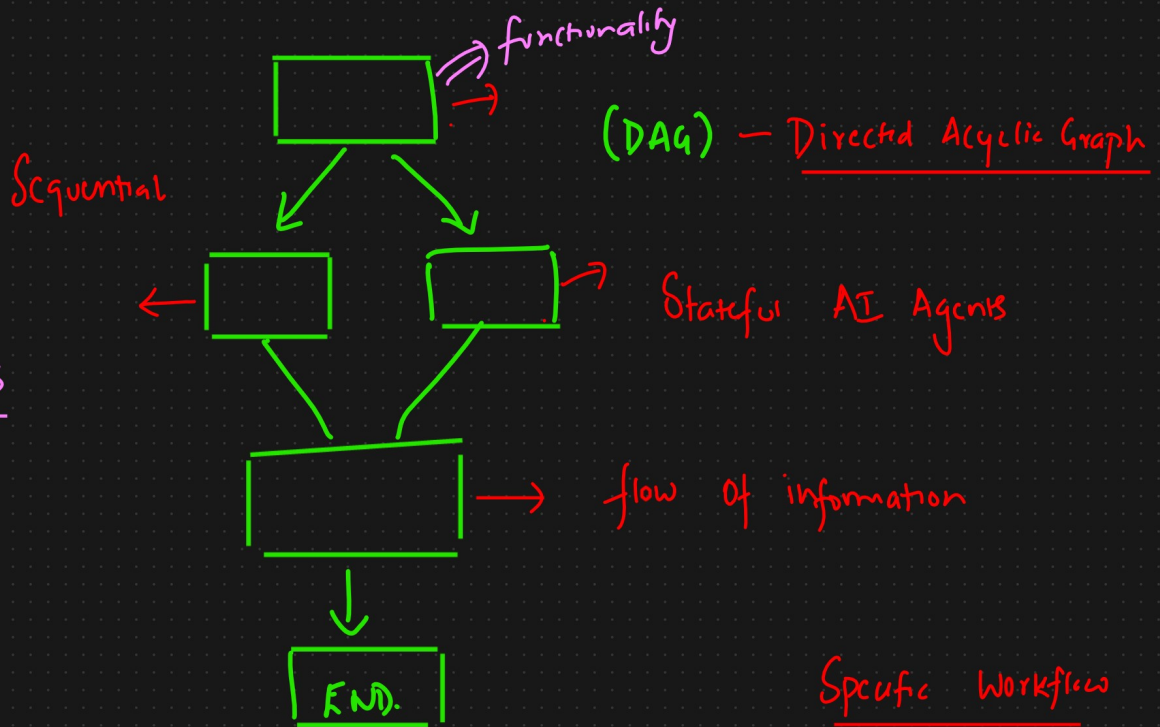 functionality
(DAG) — Directed Acyclic Graph
Sequential
Stateful AI Agents
flow of information
END.
Specific Workflow